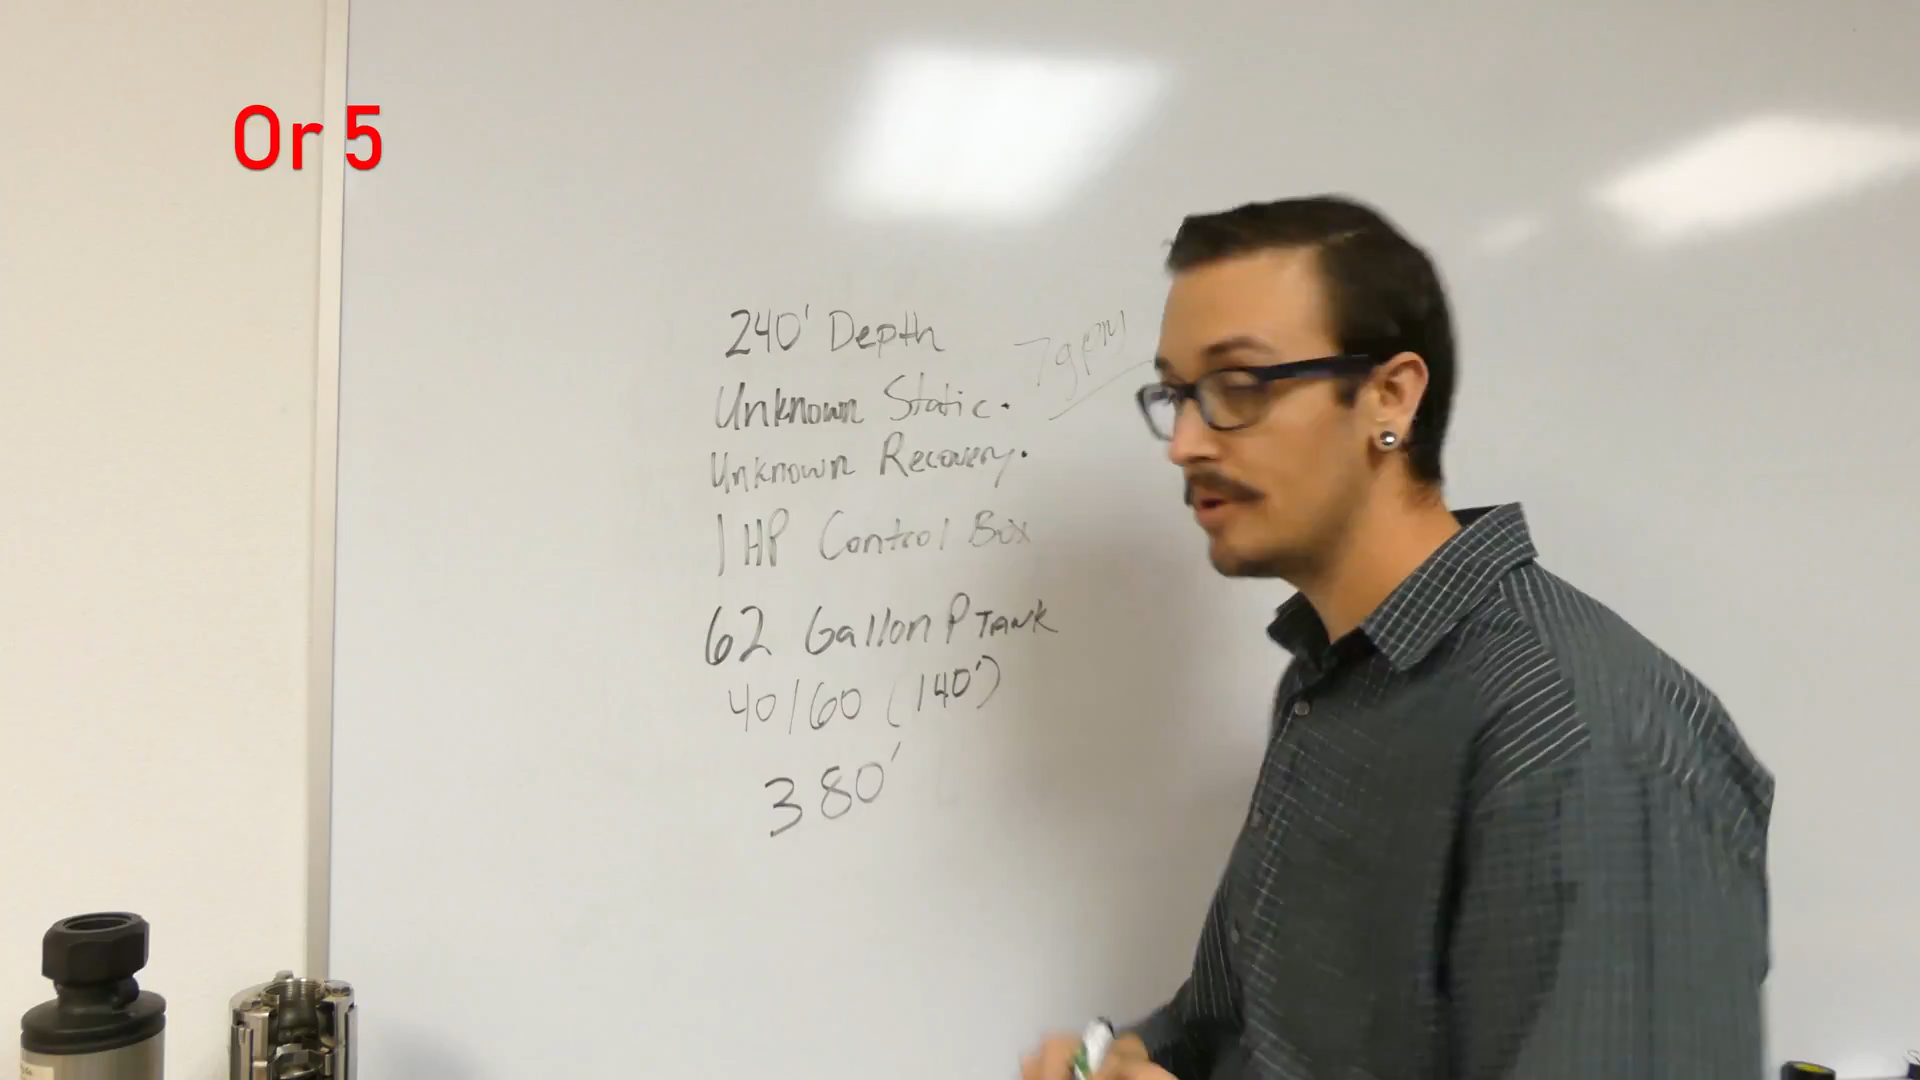 Or 5
240' Depth
7gpm
Unknown Static.
Unknown Recovery.
1 HP Control Box
62 Gallon P TANK
40/60 (140')
380'